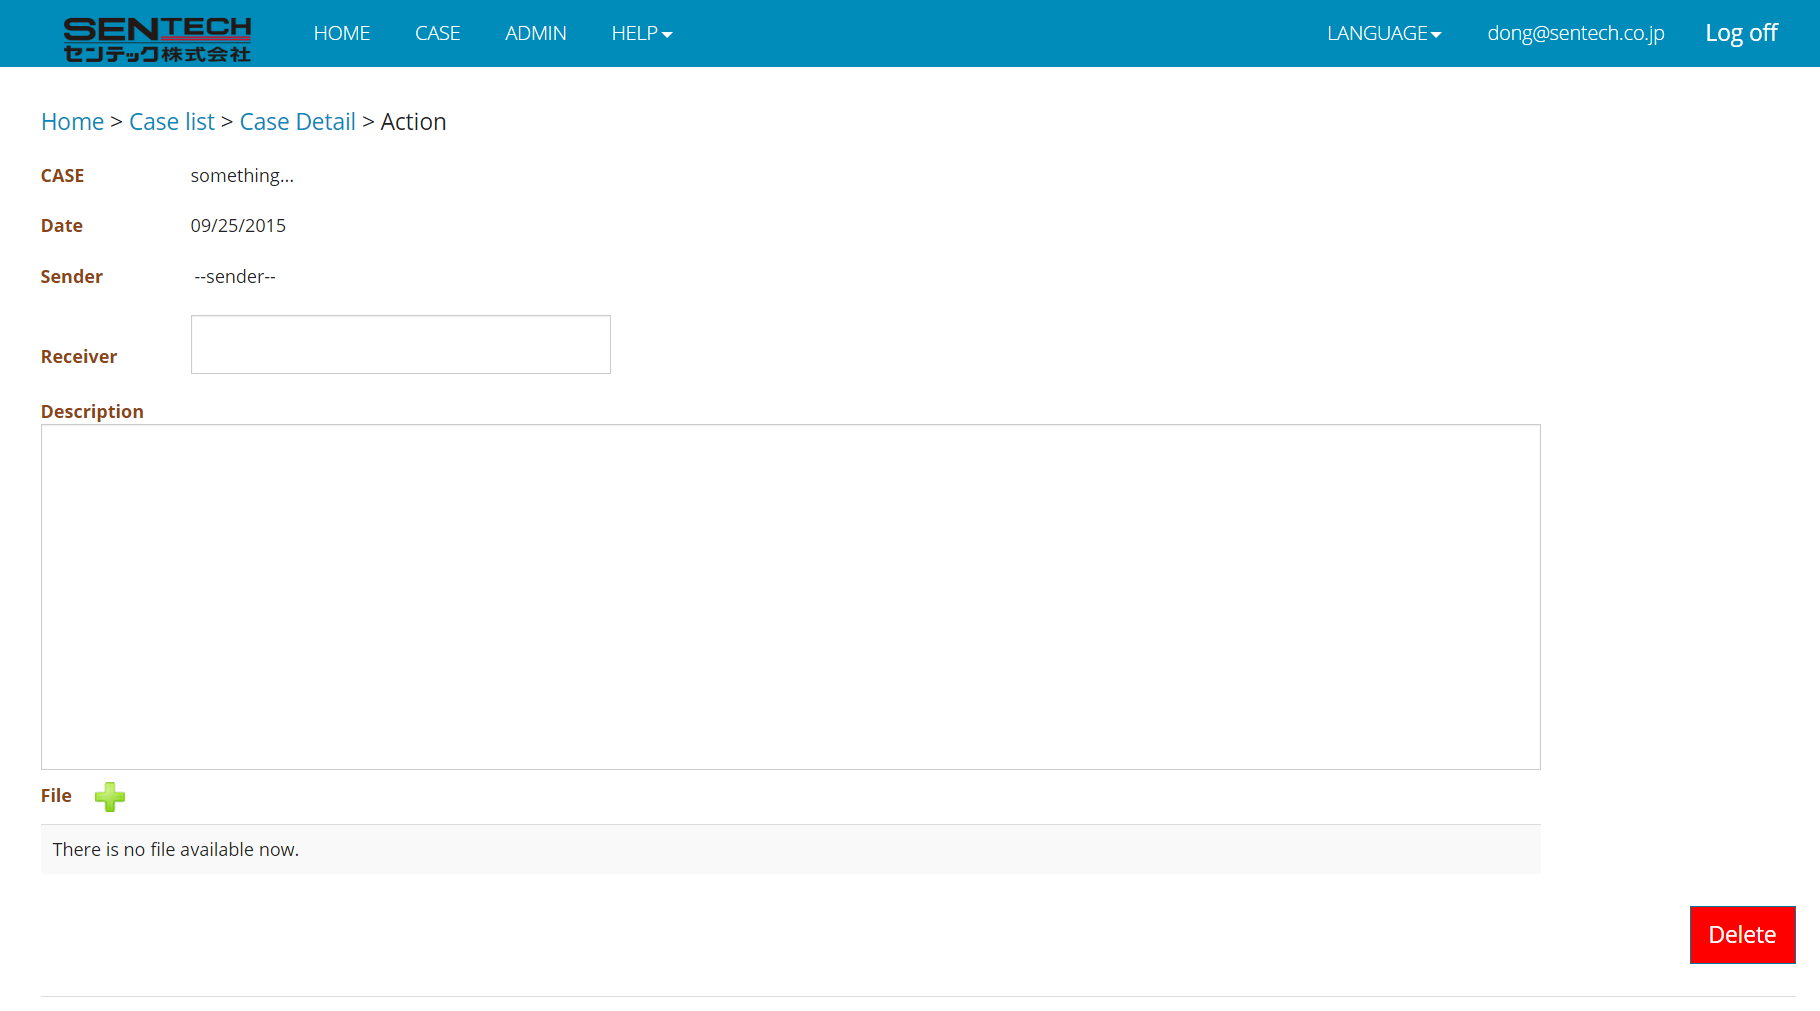 SENTECH
センテック株式会社
HOME CASE ADMIN HELP LANGUAGE dong@sentech.co.jp Log off
Home > Case list > Case Detail > Action
CASE something...
Date 09/25/2015
Sender --sender--
Receiver
Description
File
There is no file available now.
Delete